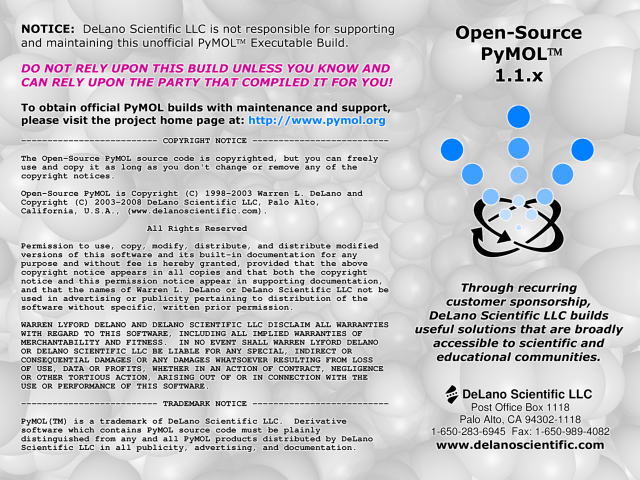 NOTICE: DeLano Scientific LLC is not responsible for supporting
and maintaining this unofficial PyMOL™ Executable Build.
DO NOT RELY UPON THIS BUILD UNLESS YOU KNOW AND
CAN RELY UPON THE PARTY THAT COMPILED IT FOR YOU!
To obtain official PyMOL builds with maintenance and support,
please visit the project home page at: http://www.pymol.org
-------------------------- COPYRIGHT NOTICE --------------------------
The Open-Source PyMOL source code is copyrighted, but you can freely
use and copy it as long as you don't change or remove any of the
copyright notices.
Open-Source PyMOL is Copyright (C) 1998-2003 Warren L. DeLano and
Copyright (C) 2003-2008 DeLano Scientific LLC, Palo Alto,
California, U.S.A., (www.delanoscientific.com).
All Rights Reserved
Permission to use, copy, modify, distribute, and distribute modified
versions of this software and its built-in documentation for any
purpose and without fee is hereby granted, provided that the above
copyright notice appears in all copies and that both the copyright
notice and this permission notice appear in supporting documentation,
and that the names of Warren L. DeLano or DeLano Scientific LLC not be
used in advertising or publicity pertaining to distribution of the
software without specific, written prior permission.
WARREN LYFORD DELANO AND DELANO SCIENTIFIC LLC DISCLAIM ALL WARRANTIES
WITH REGARD TO THIS SOFTWARE, INCLUDING ALL IMPLIED WARRANTIES OF
MERCHANTABILITY AND FITNESS. IN NO EVENT SHALL WARREN LYFORD DELANO
OR DELANO SCIENTIFIC LLC BE LIABLE FOR ANY SPECIAL, INDIRECT OR
CONSEQUENTIAL DAMAGES OR ANY DAMAGES WHATSOEVER RESULTING FROM LOSS
OF USE, DATA OR PROFITS, WHETHER IN AN ACTION OF CONTRACT, NEGLIGENCE
OR OTHER TORTIOUS ACTION, ARISING OUT OF OR IN CONNECTION WITH THE
USE OR PERFORMANCE OF THIS SOFTWARE.
-------------------------- TRADEMARK NOTICE --------------------------
PyMOL(TM) is a trademark of DeLano Scientific LLC. Derivative
software which contains PyMOL source code must be plainly
distinguished from any and all PyMOL products distributed by DeLano
Scientific LLC in all publicity, advertising, and documentation.
Open-Source
PyMOL™
1.1.x
Through recurring
customer sponsorship,
DeLano Scientific LLC builds
useful solutions that are broadly
accessible to scientific and
educational communities.
DeLano Scientific LLC
Post Office Box 1118
Palo Alto, CA 94302-1118
1-650-283-6945 Fax: 1-650-989-4082
www.delanoscientific.com